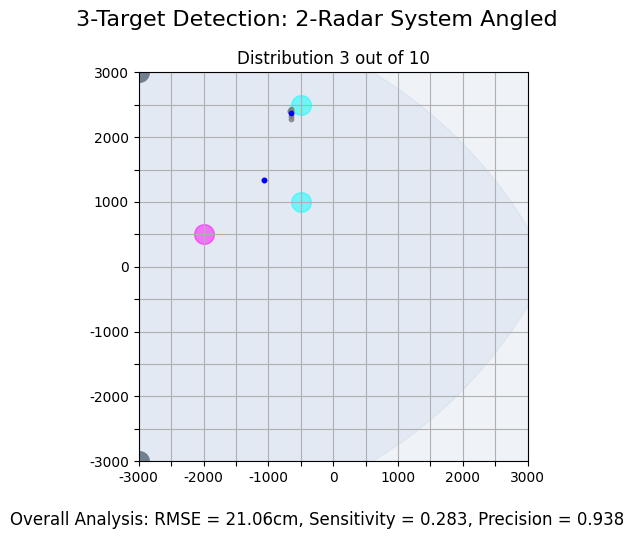 3-Target Detection: 2-Radar System Angled
Distribution 3 out of 10
3000
2000
1000
0
-1000
-2000
-3000
-3000 -2000 -1000 0 1000 2000 3000
Overall Analysis: RMSE = 21.06cm, Sensitivity = 0.283, Precision = 0.938